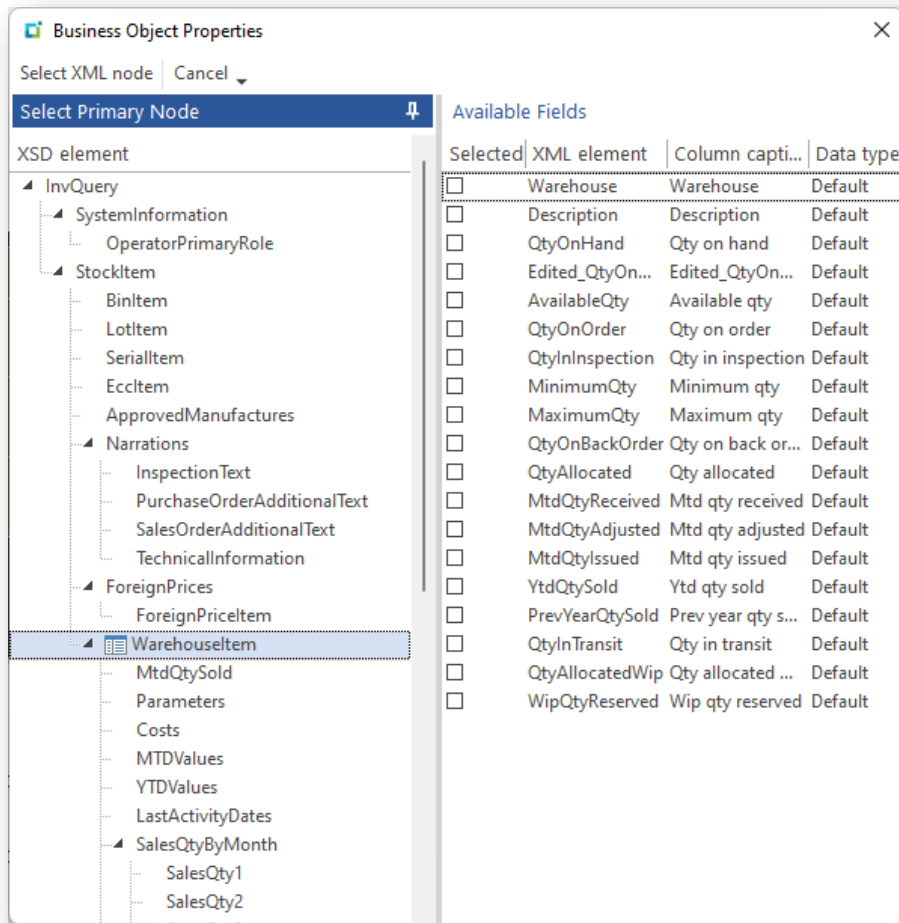 Business Object Properties
Select XML node Cancel
Select Primary Node
XSD element
InvQuery
SystemInformation
OperatorPrimaryRole
StockItem
BinItem
LotItem
SerialItem
EccItem
ApprovedManufactures
Narrations
InspectionText
PurchaseOrderAdditionalText
SalesOrderAdditionalText
TechnicalInformation
ForeignPrices
ForeignPriceItem
WarehouseItem
MtdQtySold
Parameters
Costs
MTDValues
YTDValues
LastActivityDates
SalesQtyByMonth
SalesQty1
SalesQty2
Available Fields
Selected XML element Column capti... Data type
Warehouse Warehouse Default
Description Description Default
QtyOnHand Qty on hand Default
Edited_QtyOn... Edited_QtyOn... Default
AvailableQty Available qty Default
QtyOnOrder Qty on order Default
QtyInInspection Qty in inspection Default
MinimumQty Minimum qty Default
MaximumQty Maximum qty Default
QtyOnBackOrder Qty on back or... Default
QtyAllocated Qty allocated Default
MtdQtyReceived Mtd qty received Default
MtdQtyAdjusted Mtd qty adjusted Default
MtdQtyIssued Mtd qty issued Default
YtdQtySold Ytd qty sold Default
PrevYearQtySold Prev year qty s... Default
QtyInTransit Qty in transit Default
QtyAllocatedWip Qty allocated ... Default
WipQtyReserved Wip qty reserved Default